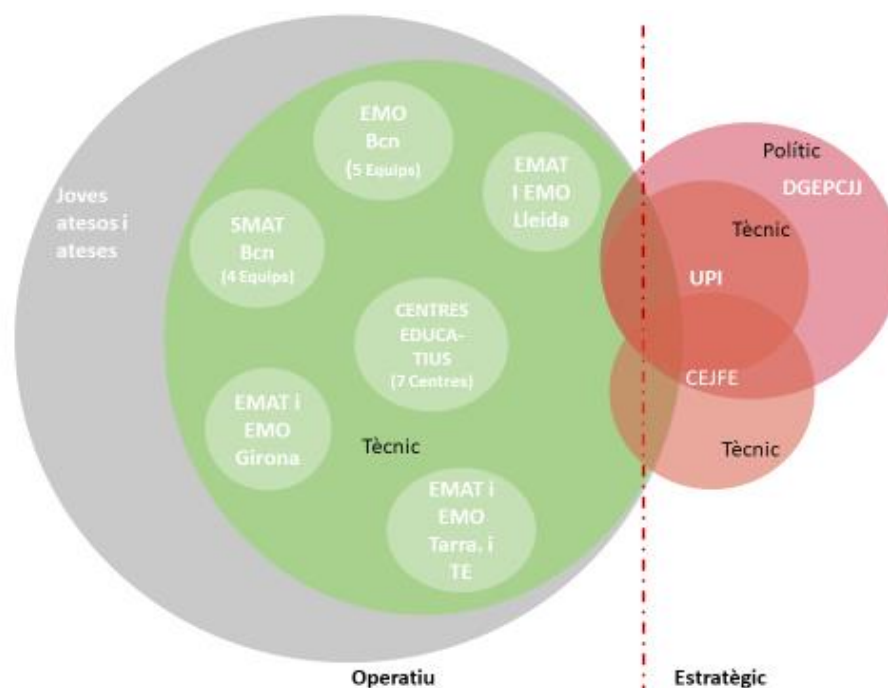 EMO
Bcn
(5 Equips)
EMAT
I EMO
Lleida
Joves
atesos i
ateses
SMAT
Bcn
(4 Equips)
CENTRES
EDUCA-
TIUS
(7 Centres)
EMAT i
EMO
Girona
Tècnic
EMAT i
EMO
Tarra. i
TE
Polític
DGEPCJJ
Tècnic
UPI
CEJFE
Tècnic
Operatiu
Estratègic